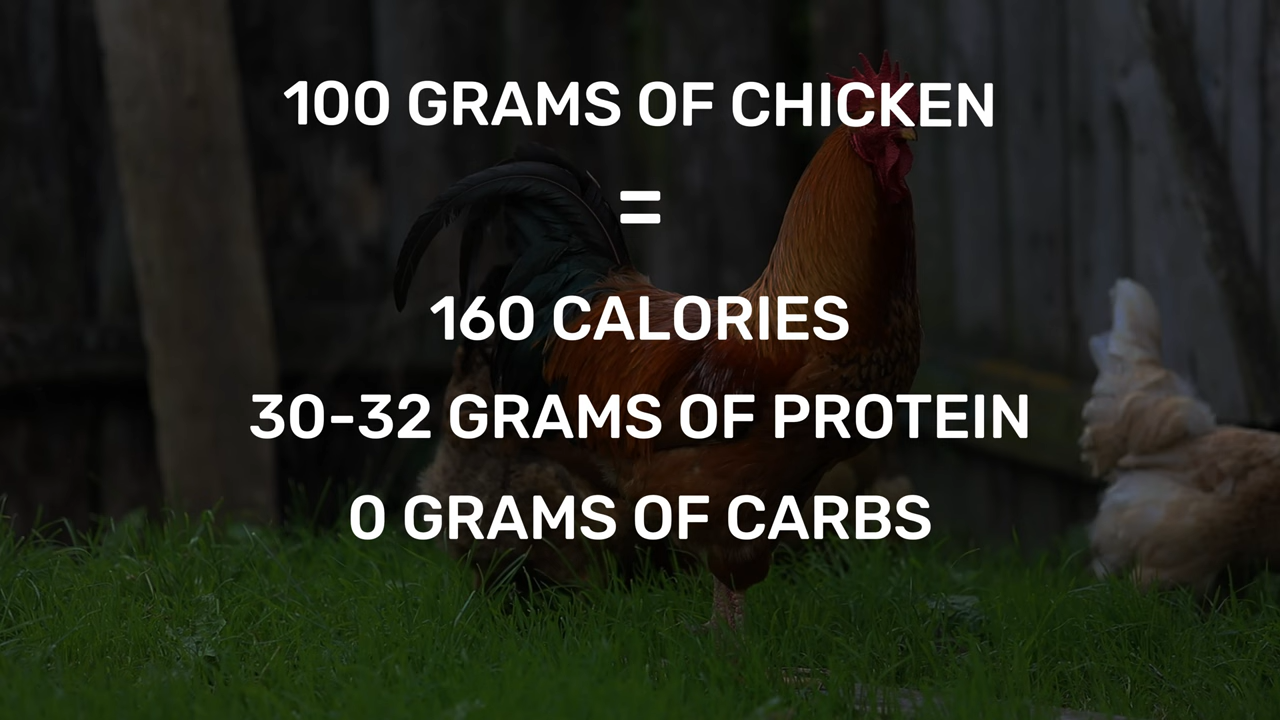 100 GRAMS OF CHICKEN
=
160 CALORIES
30-32 GRAMS OF PROTEIN
0 GRAMS OF CARBS